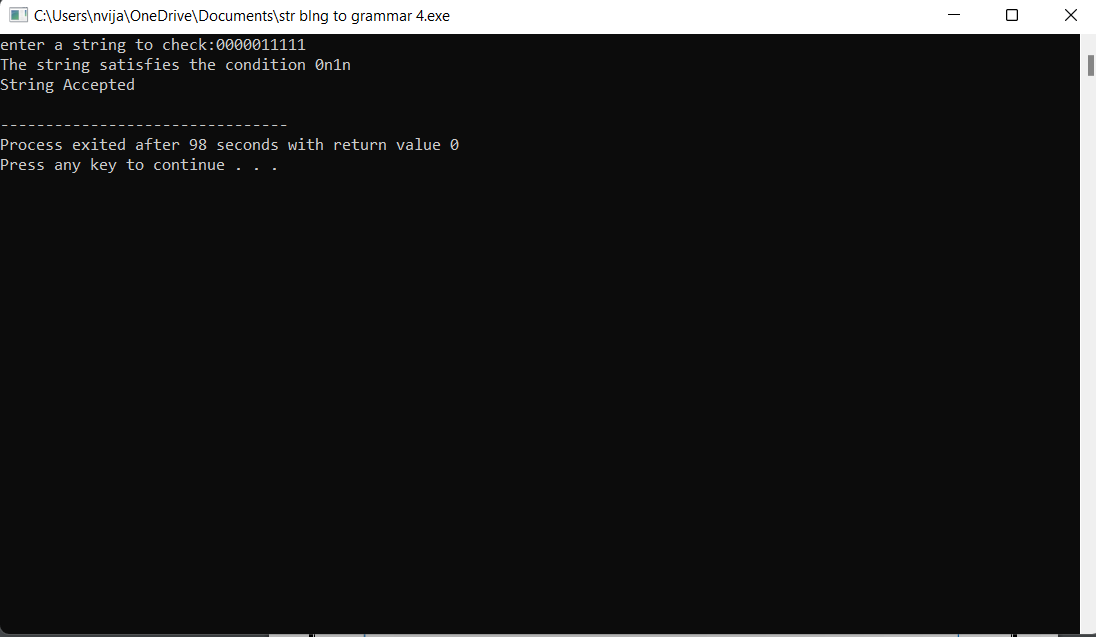 C:\Users\nvija\OneDrive\Documents\str blng to grammar 4.exe
enter a string to check:0000011111
The string satisfies the condition 0n1n
String Accepted
--------------------------------
Process exited after 98 seconds with return value 0
Press any key to continue . . .